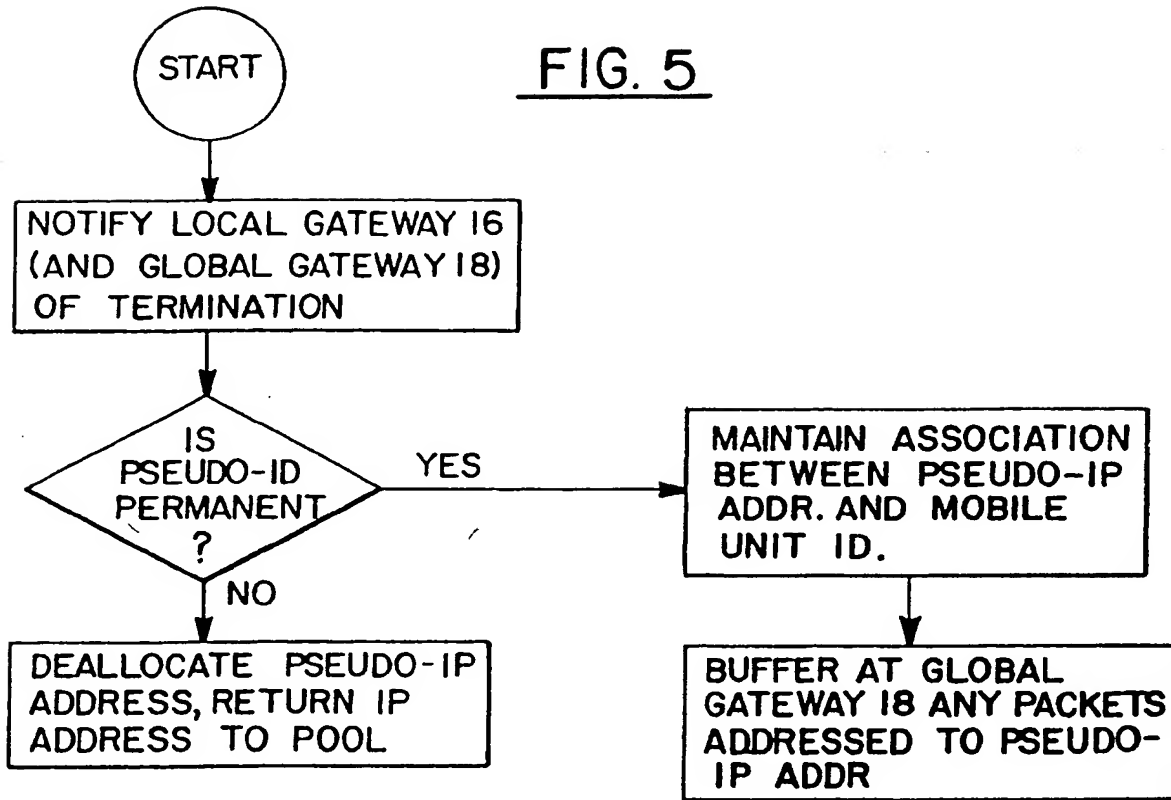 START
FIG. 5
NOTIFY LOCAL GATEWAY 16
(AND GLOBAL GATEWAY 18)
OF TERMINATION
IS
PSEUDO-ID
PERMANENT
?
YES
NO
MAINTAIN ASSOCIATION
BETWEEN PSEUDO-IP
ADDR. AND MOBILE
UNIT ID.
DEALLOCATE PSEUDO-IP
ADDRESS, RETURN IP
ADDRESS TO POOL
BUFFER AT GLOBAL
GATEWAY 18 ANY PACKETS
ADDRESSED TO PSEUDO-
IP ADDR